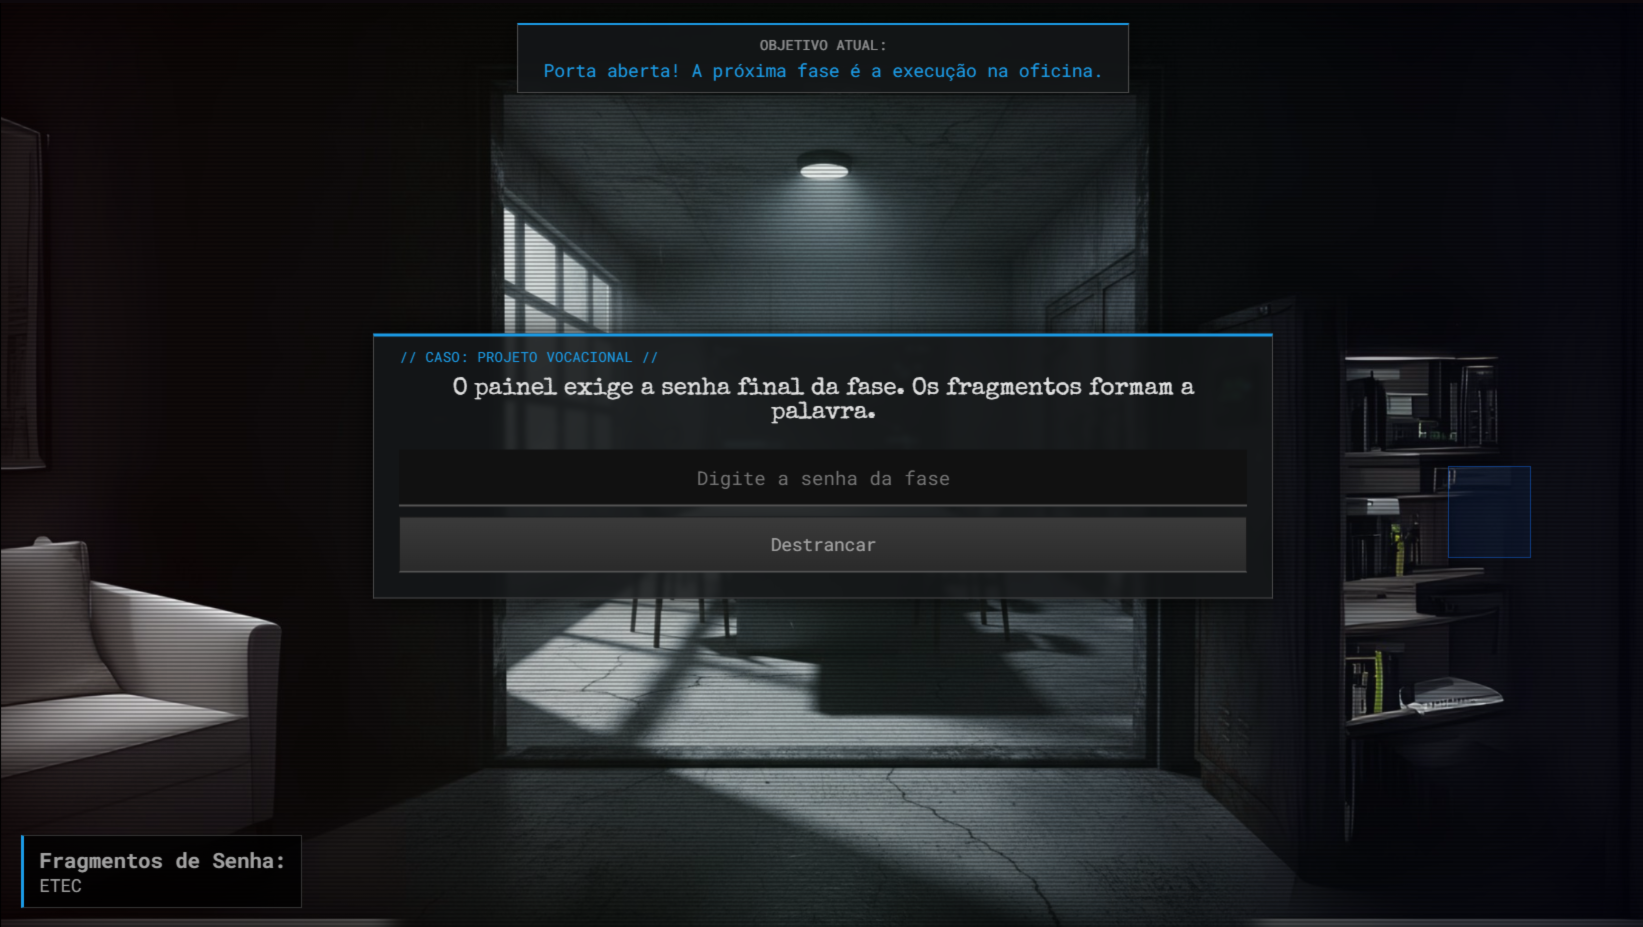 OBJETIVO ATUAL:
Porta aberta! A próxima fase é a execução na oficina.
// CASO: PROJETO VOCACIONAL //
O painel exige a senha final da fase. Os fragmentos formam a
palavra.
Digite a senha da fase
Destrancar
Fragmentos de Senha:
ETEC